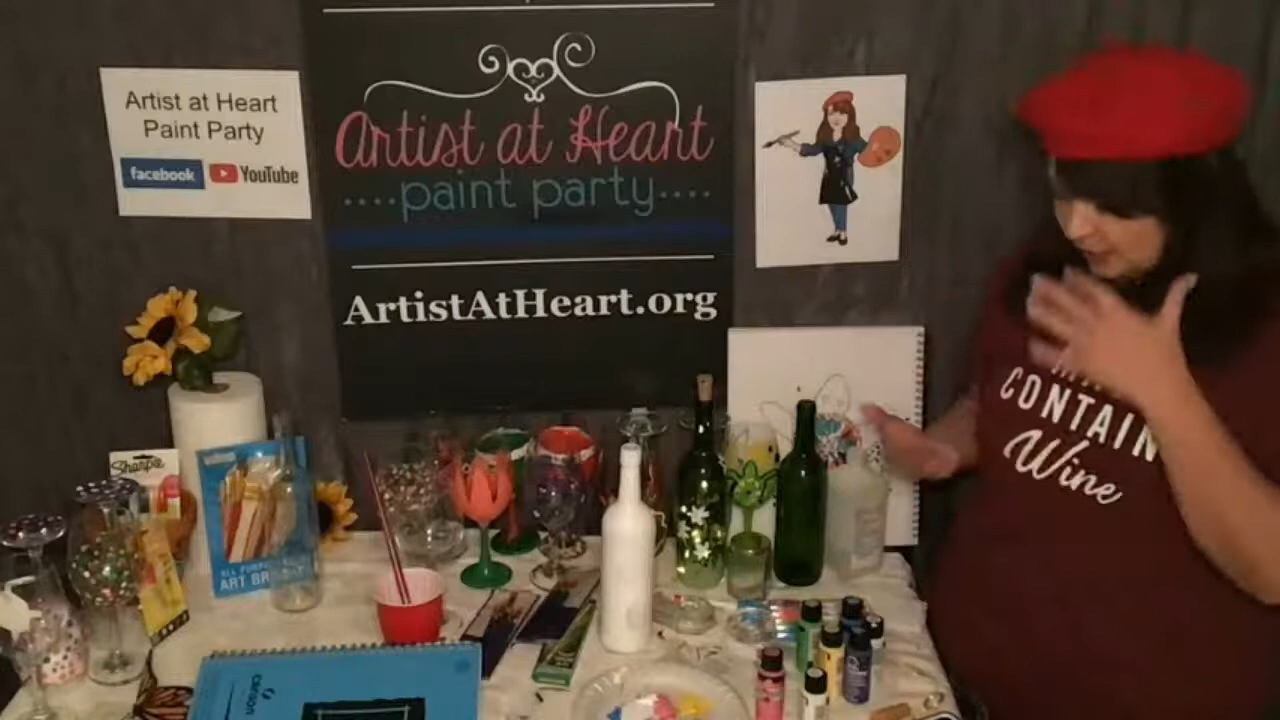 Artist at Heart
Paint Party
facebook
YouTube
Artist at Heart
....paint party....
ArtistAtHeart.org
CONTAIN
Wine
Sharpie
ALL PURPOSE
ART BR
canson